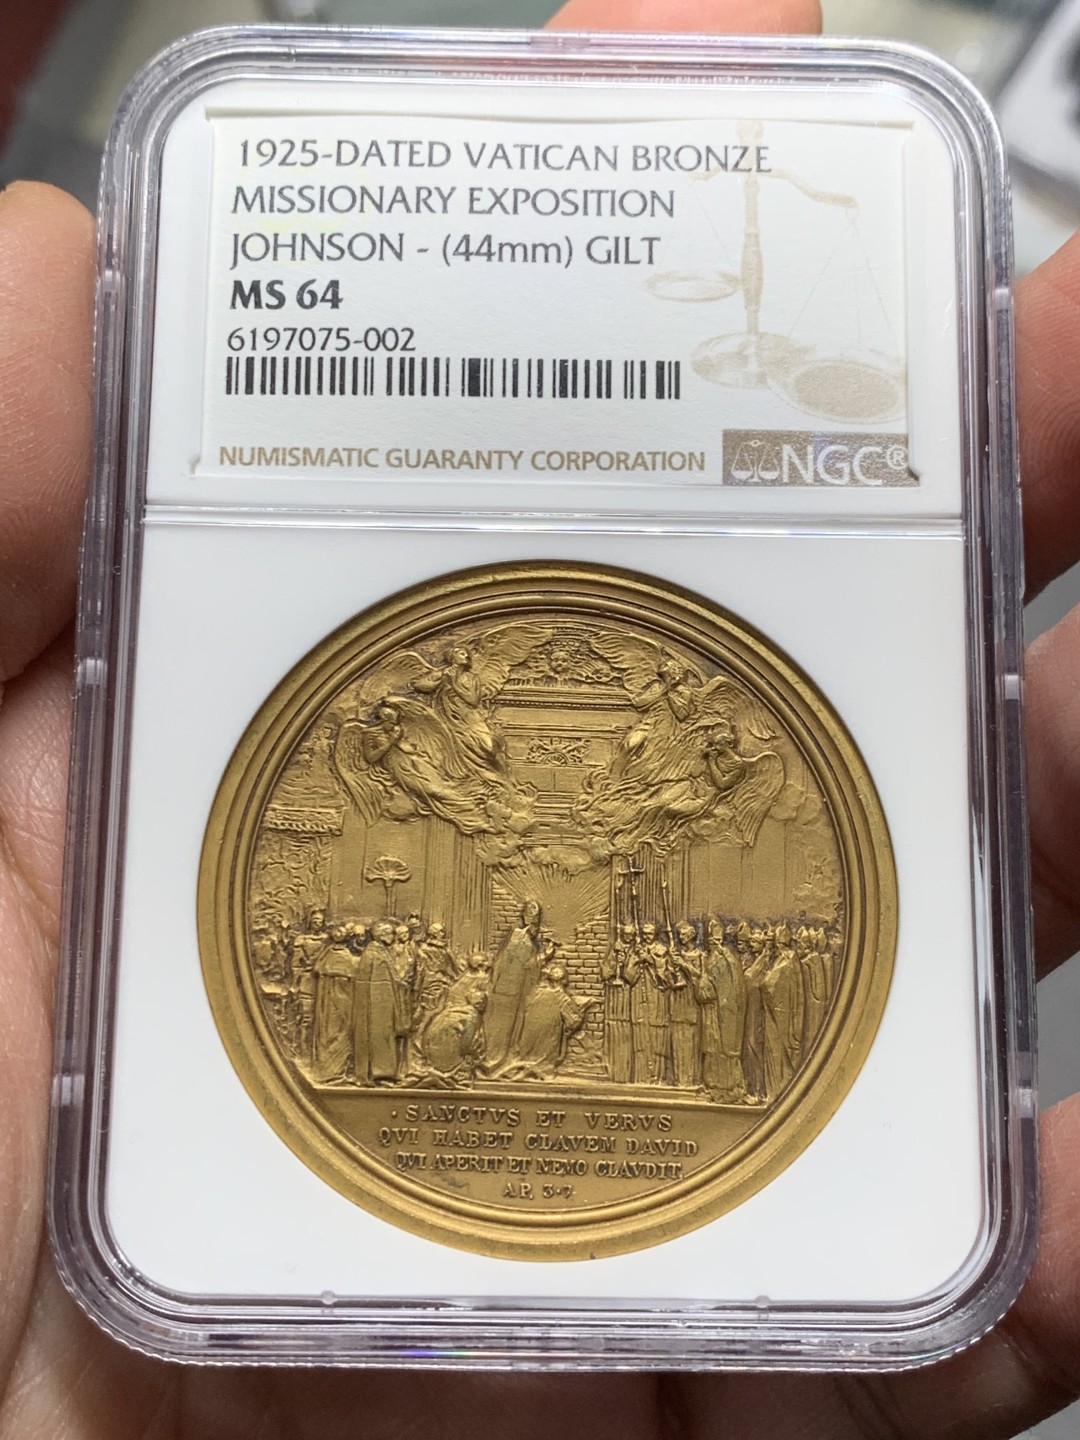 1925-DATED VATICAN BRONZE
MISSIONARY EXPOSITION
JOHNSON - (44mm) GILT
MS 64
6197075-002
NUMISMATIC GUARANTY CORPORATION
NGC®
·SANCTVS ET VERVS
QVI HABET CLAVEM DAVID
QVI APERIT ET NEMO CLAVDIT.
AP. 3·7